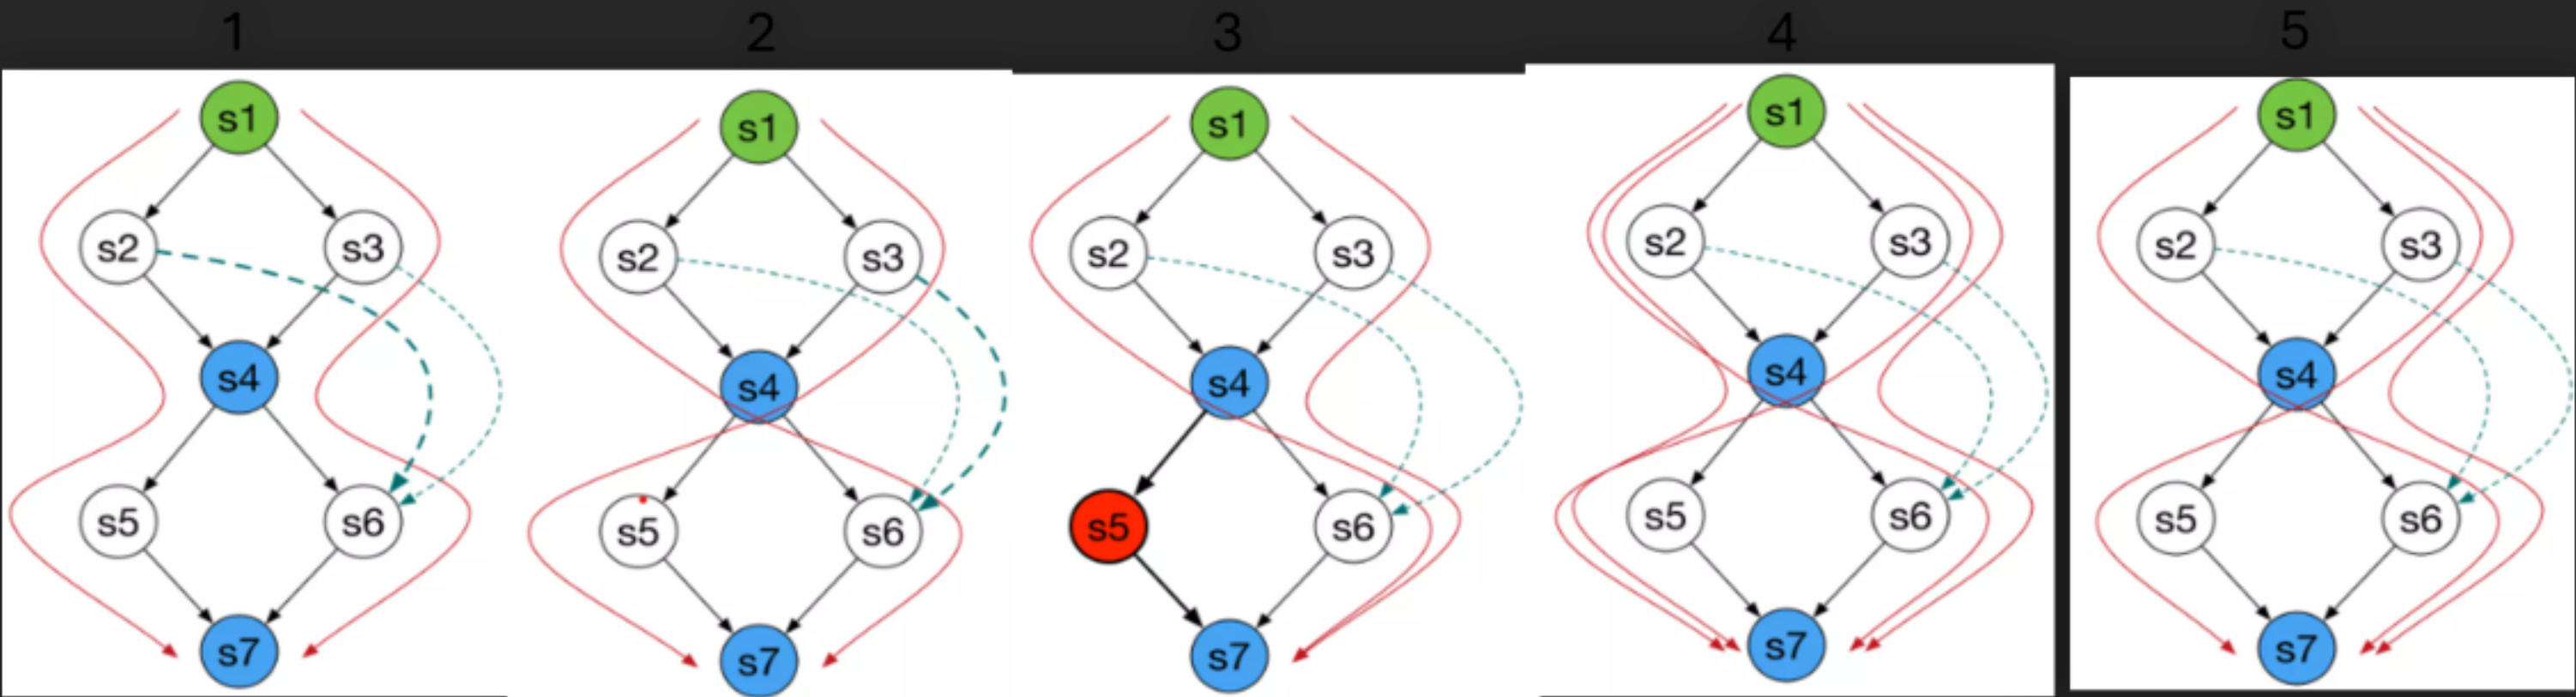 1 2 3 4 5
s1 s1 s1 s1 s1
s2 s3 s2 s3 s2 s3 s2 s3 s2 s3
s4 s4 s4 s4 s4
s5 s6 s5 s6 s5 s6 s5 s6 s5 s6
s7 s7 s7 s7 s7